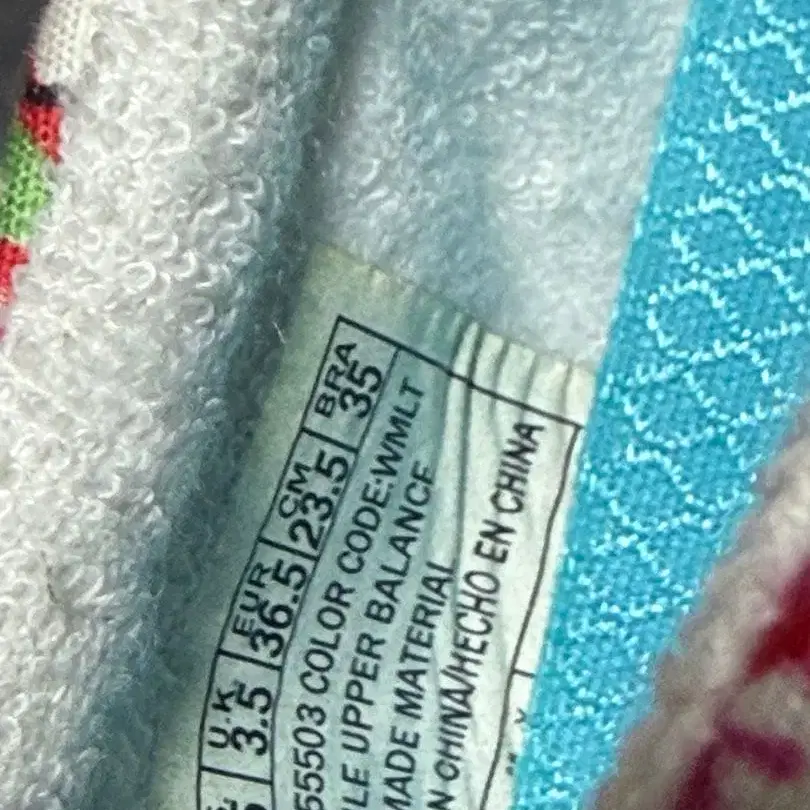 U.K EUR CM BRA
3.5 36.5 23.5 35
55503 COLOR CODE:WMLT
LE UPPER BALANCE
MADE MATERIAL
N CHINA/HECHO EN CHINA